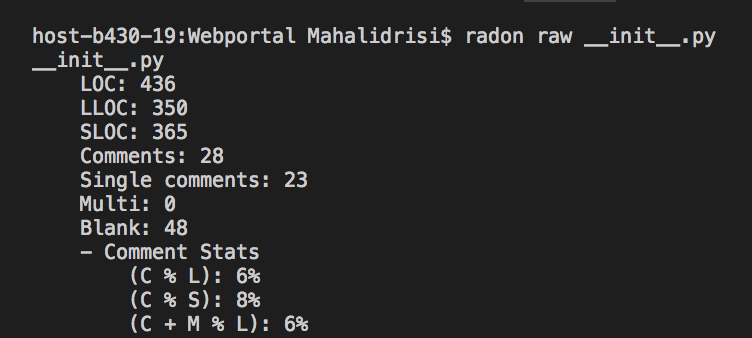 host-b430-19:Webportal Mahalidrisi$ radon raw __init__.py
__init__.py
    LOC: 436
    LLOC: 350
    SLOC: 365
    Comments: 28
    Single comments: 23
    Multi: 0
    Blank: 48
    - Comment Stats
        (C % L): 6%
        (C % S): 8%
        (C + M % L): 6%